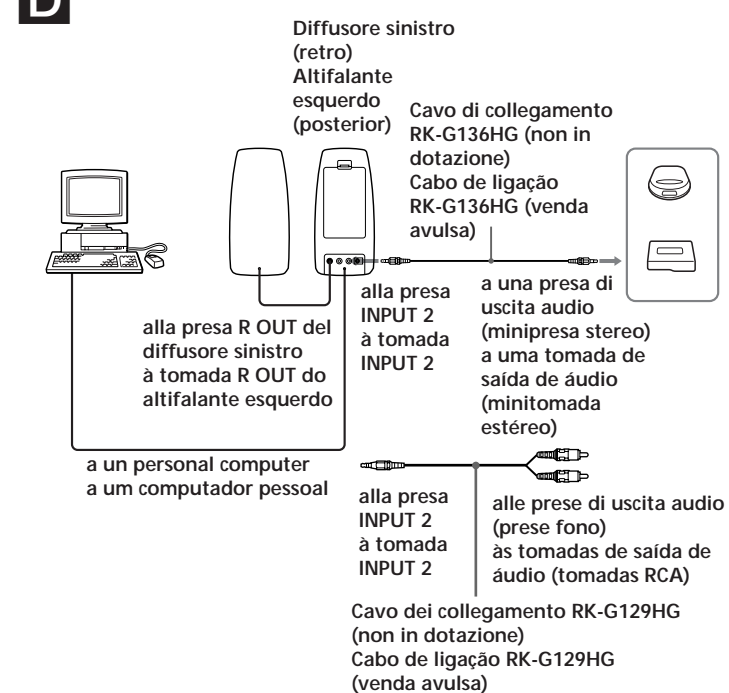 D
Diffusore sinistro
(retro)
Altifalante
esquerdo
(posterior)
Cavo di collegamento
RK-G136HG (non in
dotazione)
Cabo de ligação
RK-G136HG (venda
avulsa)
alla presa
INPUT 2
à tomada
INPUT 2
a una presa di
uscita audio
(minipresa stereo)
a uma tomada de
saída de áudio
(minitomada
estéreo)
alla presa R OUT del
diffusore sinistro
à tomada R OUT do
altifalante esquerdo
a un personal computer
a um computador pessoal
alla presa
INPUT 2
à tomada
INPUT 2
alle prese di uscita audio
(prese fono)
às tomadas de saída de
áudio (tomadas RCA)
Cavo dei collegamento RK-G129HG
(non in dotazione)
Cabo de ligação RK-G129HG
(venda avulsa)